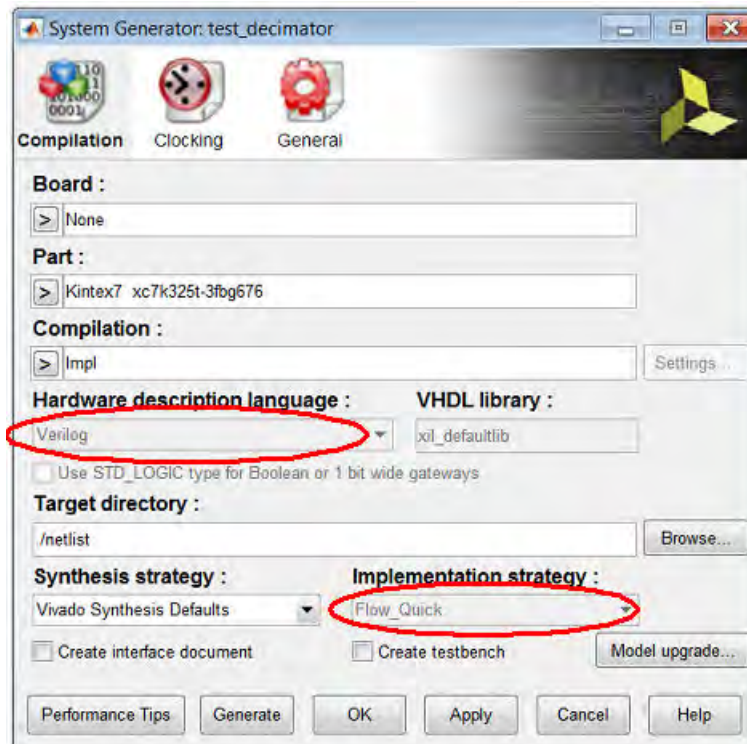 System Generator: test_decimator
Compilation Clocking General
Board :
> None
Part :
> Kintex7 xc7k325t-3fbg676
Compilation :
> Impl Settings...
Hardware description language : VHDL library :
Verilog xil_defaultlib
Use STD_LOGIC type for Boolean or 1 bit wide gateways
Target directory :
/netlist Browse...
Synthesis strategy : Implementation strategy :
Vivado Synthesis Defaults Flow_Quick
Create interface document Create testbench Model upgrade...
Performance Tips Generate OK Apply Cancel Help